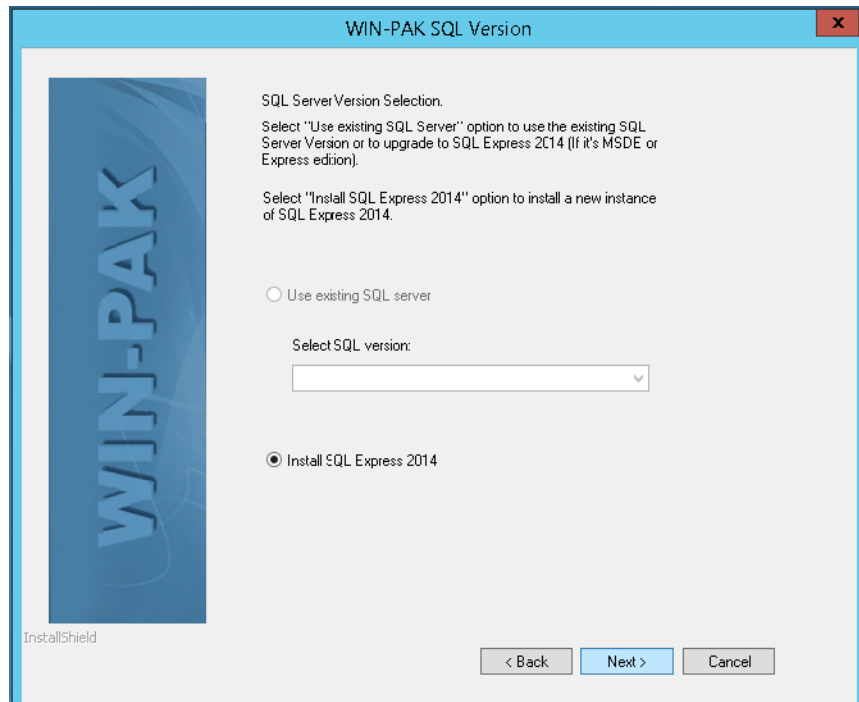 WIN-PAK SQL Version
x
WIN-PAK
SQL Server Version Selection.
Select "Use existing SQL Server" option to use the existing SQL
Server Version or to upgrade to SQL Express 2014 (If it's MSDE or
Express edition).
Select "Install SQL Express 2014" option to install a new instance
of SQL Express 2014.
Use existing SQL server
Select SQL version:
Install SQL Express 2014
InstallShield
< Back
Next >
Cancel